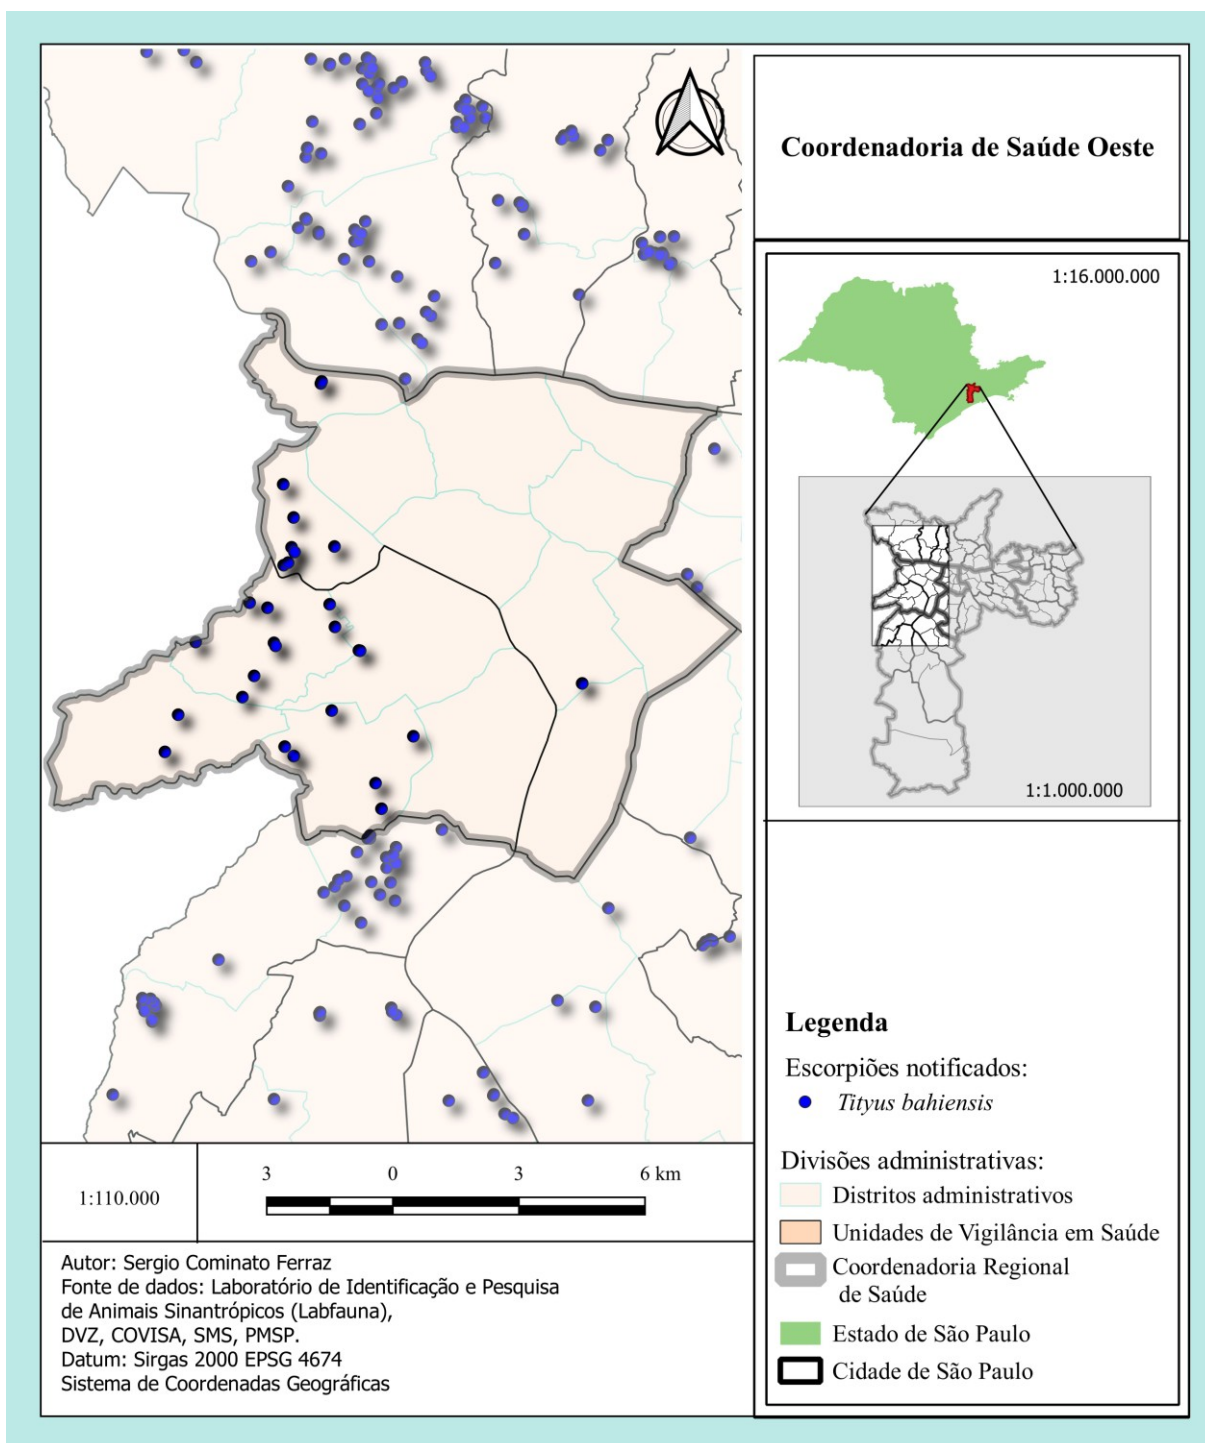 Coordenadoria de Saúde Oeste
1:16.000.000
1:1.000.000
Legenda
Escorpiões notificados:
Tityus bahiensis
Divisões administrativas:
Distritos administrativos
Unidades de Vigilância em Saúde
Coordenadoria Regional
de Saúde
Estado de São Paulo
Cidade de São Paulo
1:110.000
3 0 3 6 km
Autor: Sergio Cominato Ferraz
Fonte de dados: Laboratório de Identificação e Pesquisa
de Animais Sinantrópicos (Labfauna),
DVZ, COVISA, SMS, PMSP.
Datum: Sirgas 2000 EPSG 4674
Sistema de Coordenadas Geográficas